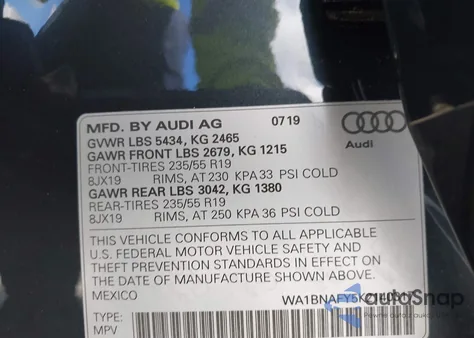 MFD. BY AUDI AG 07 19
GVWR LBS 5434, KG 2465
GAWR FRONT LBS 2679, KG 1215
FRONT-TIRES 235/55 R19
8JX19 RIMS, AT 230 KPA 33 PSI COLD
GAWR REAR LBS 3042, KG 1380
REAR-TIRES 235/55 R19
8JX19 RIMS, AT 250 KPA 36 PSI COLD
Audi
THIS VEHICLE CONFORMS TO ALL APPLICABLE
U.S. FEDERAL MOTOR VEHICLE SAFETY AND
THEFT PREVENTION STANDARDS IN EFFECT ON
THE DATE OF MANUFACTURE SHOWN ABOVE.
MEXICO
TYPE:
MPV
autoSnap